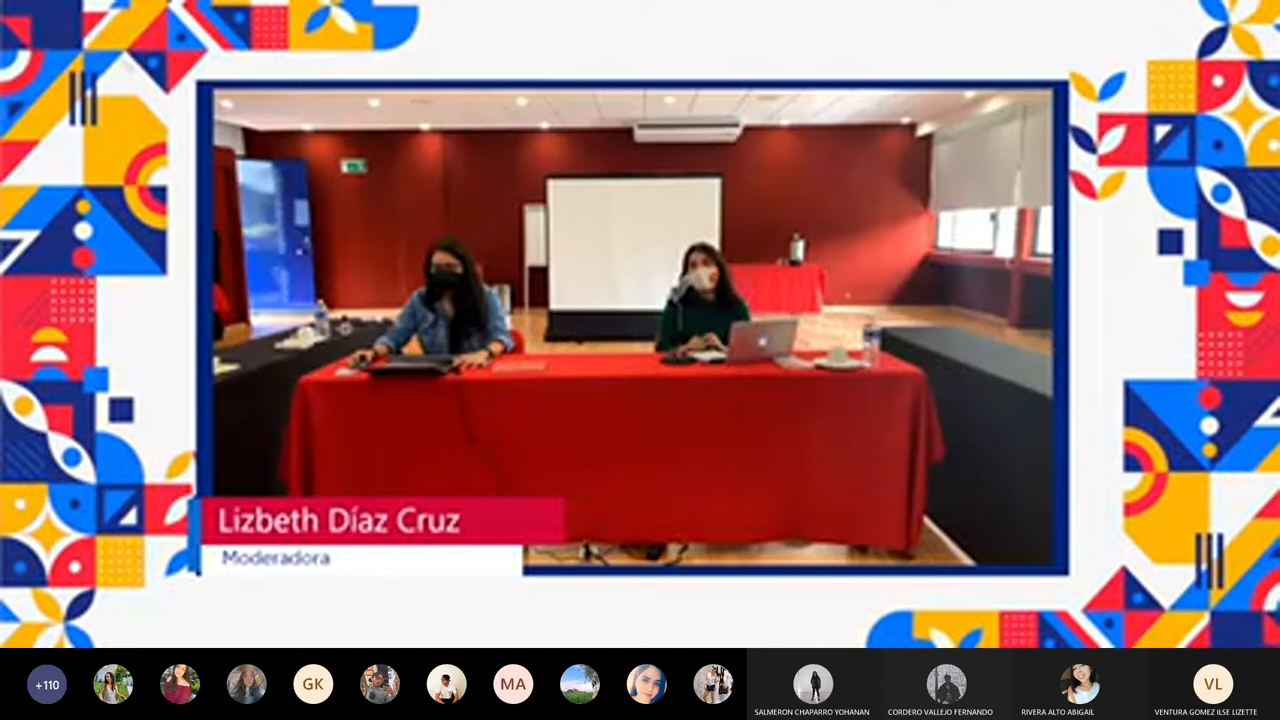 Lizbeth Díaz Cruz
Moderadora
+110
GK
MA
VL
SALMERON CHAPARRO YOHANAN
CORDERO VALLEJO FERNANDO
RIVERA ALTO ABIGAIL
VENTURA GOMEZ ILSE LIZETTE